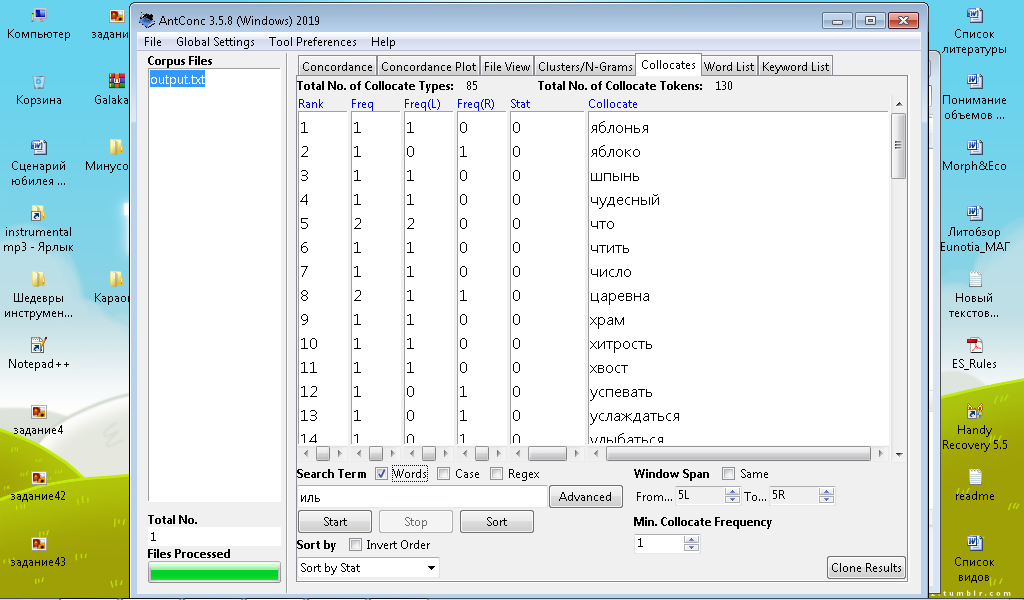 Компьютер
задани
Корзина
Galaka
Сценарий
юбилея ...
Минусо
instrumental
mp3 - Ярлык
Шедевры
инструмен...
Караон
Notepad++
задание4
задание42
задание43
AntConc 3.5.8 (Windows) 2019
File Global Settings Tool Preferences Help
Corpus Files
output.txt
Total No.
1
Files Processed
Concordance Concordance Plot File View Clusters/N-Grams Collocates Word List Keyword List
Total No. of Collocate Types: 85 Total No. of Collocate Tokens: 130
Rank Freq Freq(L) Freq(R) Stat Collocate
1 1 1 0 0 яблонья
2 1 0 1 0 яблоко
3 1 1 0 0 шпынь
4 1 1 0 0 чудесный
5 2 2 0 0 что
6 1 1 0 0 чтить
7 1 1 0 0 число
8 2 1 1 0 царевна
9 1 1 0 0 храм
10 1 1 0 0 хитрость
11 1 1 0 0 хвост
12 1 0 1 0 успевать
13 1 0 1 0 услаждаться
14 1 0 1 0 улыбаться
Search Term Words Case Regex
иль Advanced
Start Stop Sort
Sort by Invert Order
Sort by Stat
Window Span Same
From... 5L To... 5R
Min. Collocate Frequency
1
Clone Results
Список
литературы
Понимание
объемов ...
Morph&Eco
Литобзор
Eunotia_МАГ
Новый
текстов...
ES_Rules
Handy
Recovery 5.5
readme
Список
видов
tumblr.com